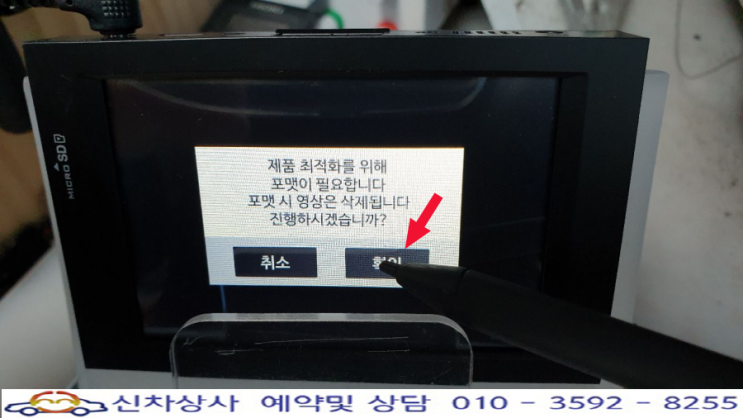 MICRO SD
제품 최적화를 위해
포맷이 필요합니다
포맷 시 영상은 삭제됩니다
진행하시겠습니까?
취소
신차상사 예약및 상담 010 - 3592 - 8255